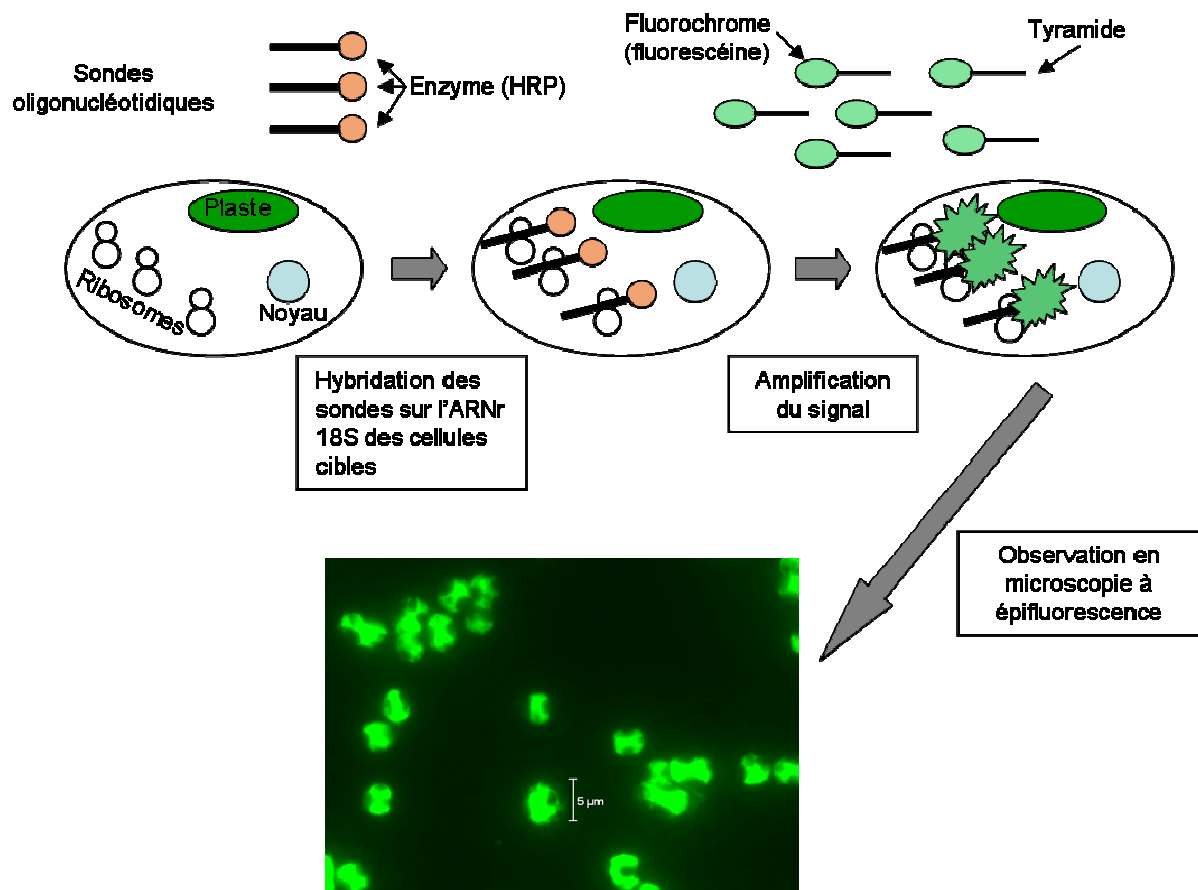 Sondes
oligonucléotidiques
Enzyme (HRP)
Fluorochrome
(fluorescéine)
Tyramide
Plaste
Ribosomes
Noyau
Hybridation des
sondes sur l'ARNr
18S des cellules
cibles
Amplification
du signal
Observation en
microscopie à
épifluorescence
5 µm